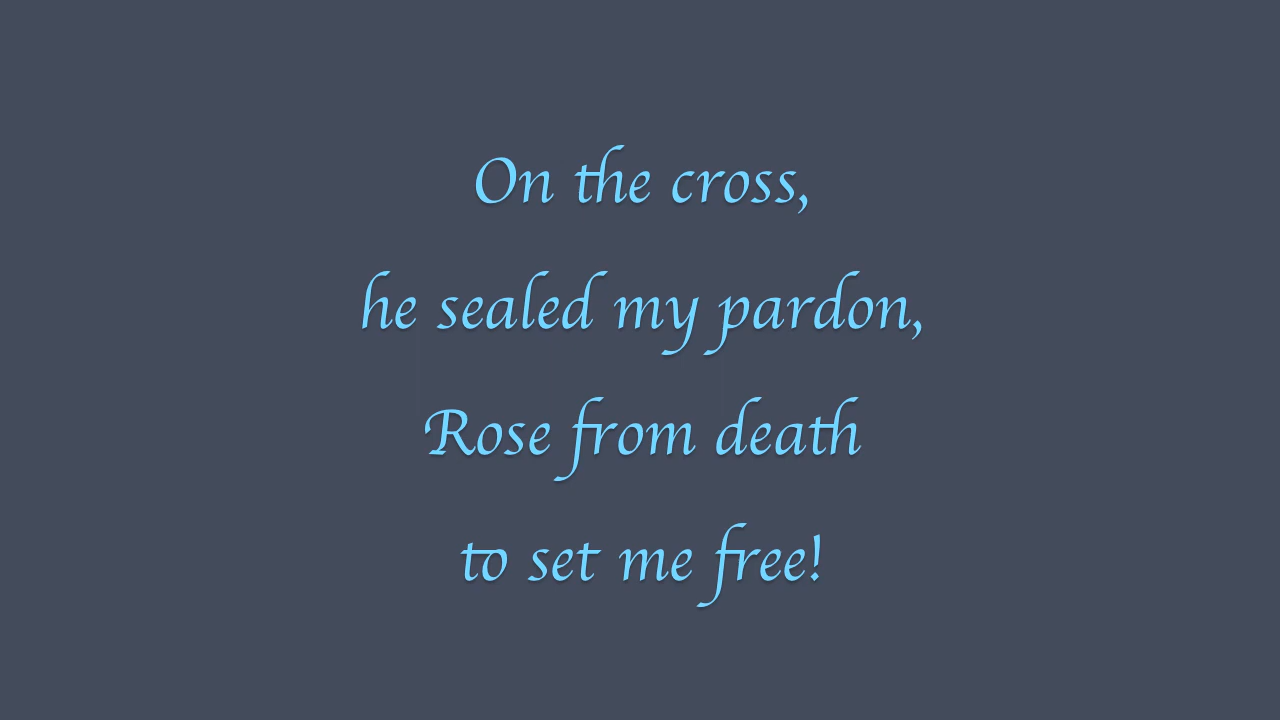 On the cross,
he sealed my pardon,
Rose from death
to set me free!